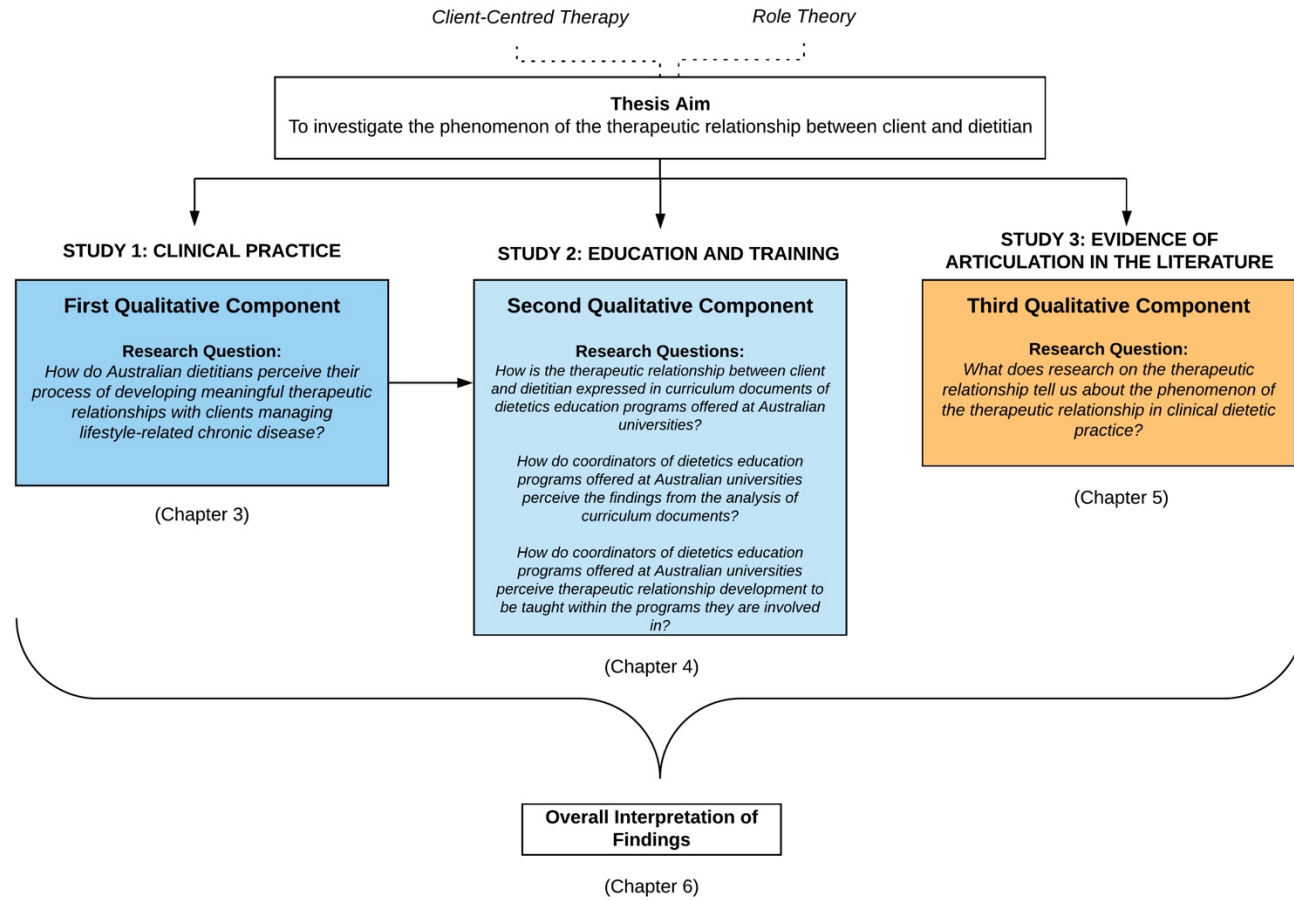 Client-Centred Therapy
Role Theory
Thesis Aim
To investigate the phenomenon of the therapeutic relationship between client and dietitian
STUDY 1: CLINICAL PRACTICE
First Qualitative Component
Research Question:
How do Australian dietitians perceive their
process of developing meaningful therapeutic
relationships with clients managing
lifestyle-related chronic disease?
(Chapter 3)
STUDY 2: EDUCATION AND TRAINING
Second Qualitative Component
Research Questions:
How is the therapeutic relationship between client
and dietitian expressed in curriculum documents of
dietetics education programs offered at Australian
universities?
How do coordinators of dietetics education
programs offered at Australian universities
perceive the findings from the analysis of
curriculum documents?
How do coordinators of dietetics education
programs offered at Australian universities
perceive therapeutic relationship development to
be taught within the programs they are involved
in?
(Chapter 4)
STUDY 3: EVIDENCE OF
ARTICULATION IN THE LITERATURE
Third Qualitative Component
Research Question:
What does research on the therapeutic
relationship tell us about the phenomenon of
the therapeutic relationship in clinical dietetic
practice?
(Chapter 5)
Overall Interpretation of
Findings
(Chapter 6)